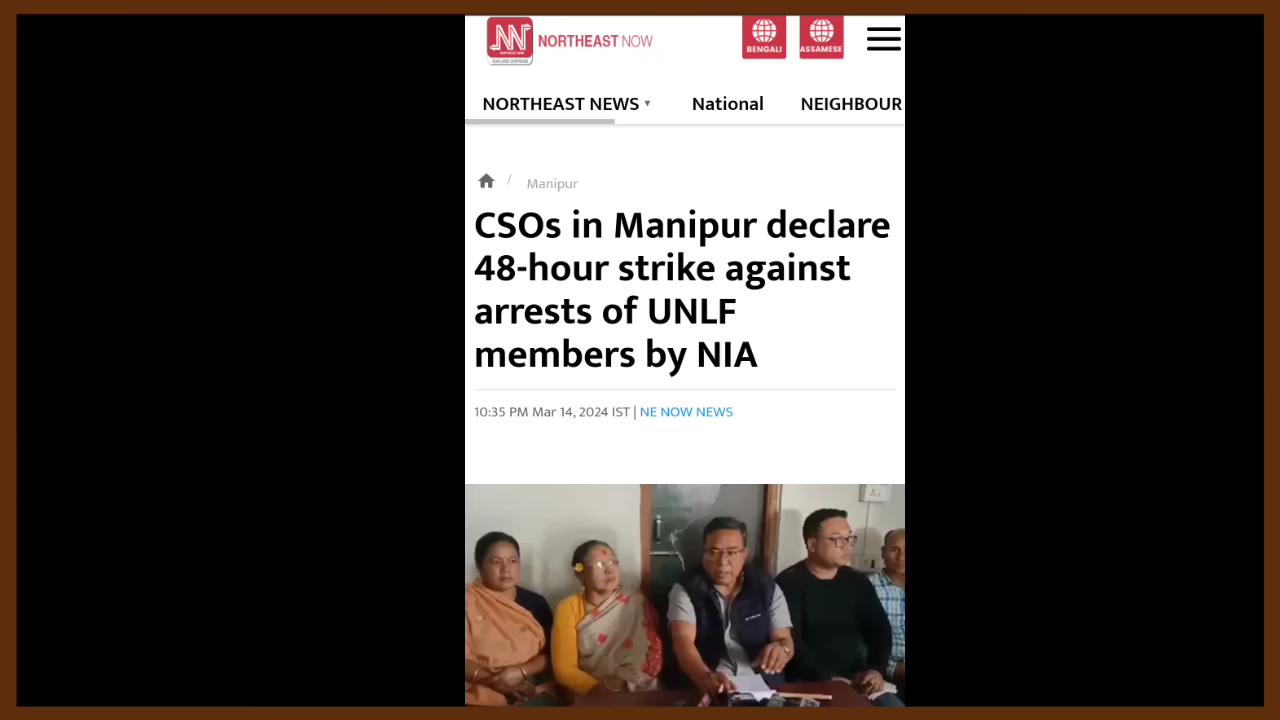 NORTHEAST NOW
BENGALI
ASSAMESE
NORTHEAST NEWS ▾
National
NEIGHBOUR
/ Manipur
CSOs in Manipur declare
48-hour strike against
arrests of UNLF
members by NIA
10:35 PM Mar 14, 2024 IST | NE NOW NEWS